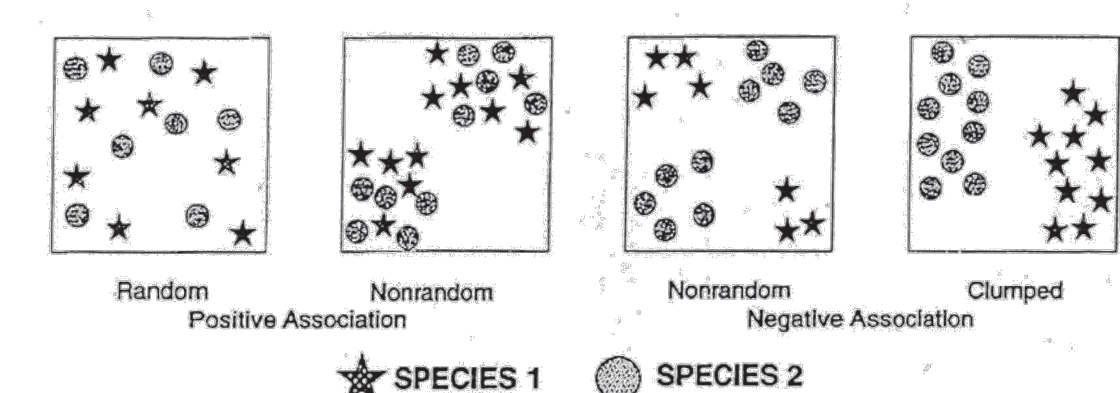 Random Nonrandom Nonrandom Clumped
Positive Association Negative Association
SPECIES 1 SPECIES 2